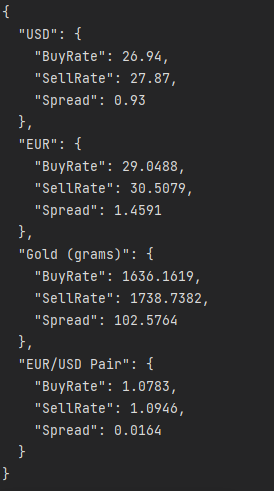 {
  "USD": {
    "BuyRate": 26.94,
    "SellRate": 27.87,
    "Spread": 0.93
  },
  "EUR": {
    "BuyRate": 29.0488,
    "SellRate": 30.5079,
    "Spread": 1.4591
  },
  "Gold (grams)": {
    "BuyRate": 1636.1619,
    "SellRate": 1738.7382,
    "Spread": 102.5764
  },
  "EUR/USD Pair": {
    "BuyRate": 1.0783,
    "SellRate": 1.0946,
    "Spread": 0.0164
  }
}